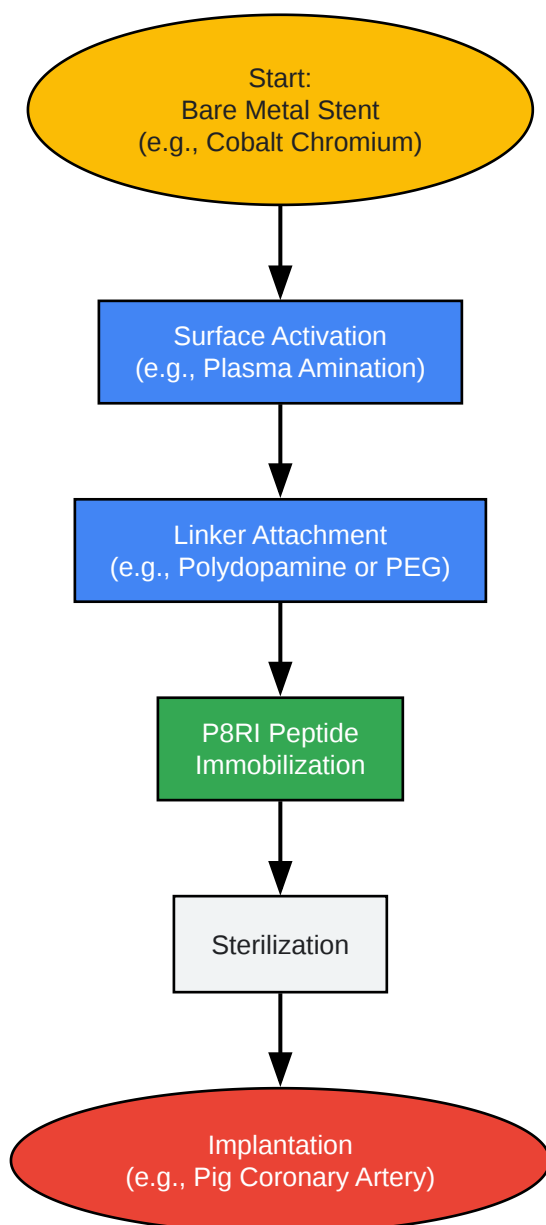 Start:
Bare Metal Stent
(e.g., Cobalt Chromium)
Surface Activation
(e.g., Plasma Amination)
Linker Attachment
(e.g., Polydopamine or PEG)
P8RI Peptide
Immobilization
Sterilization
Implantation
(e.g., Pig Coronary Artery)